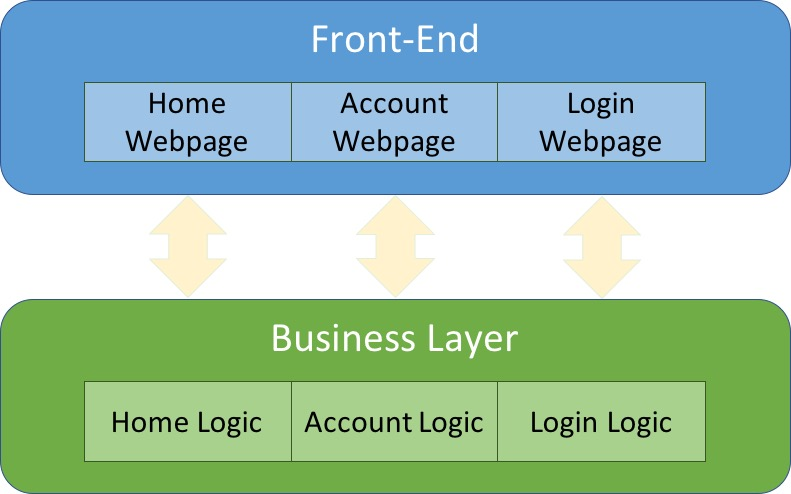 Front-End
Home Account Login
Webpage Webpage Webpage
Business Layer
Home Logic Account Logic Login Logic